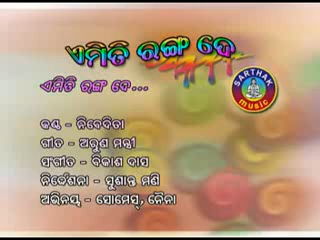 ଏମିତି ରଙ୍ଗ ଦେ
ଏମିତି ରଙ୍ଗ ଦେ...
SARTHAK
music
କଣ୍ଠ - ନିବେଦିତା
ଗୀତ - ଅରୁଣ ମନ୍ତ୍ରୀ
ସଂଗୀତ - ବିକାଶ ଦାସ
ନିର୍ଦ୍ଦେଶନା - ସୁଶାନ୍ତ ମଣି
ଅଭିନୟ - ସୋମେସ୍, ନୈନା